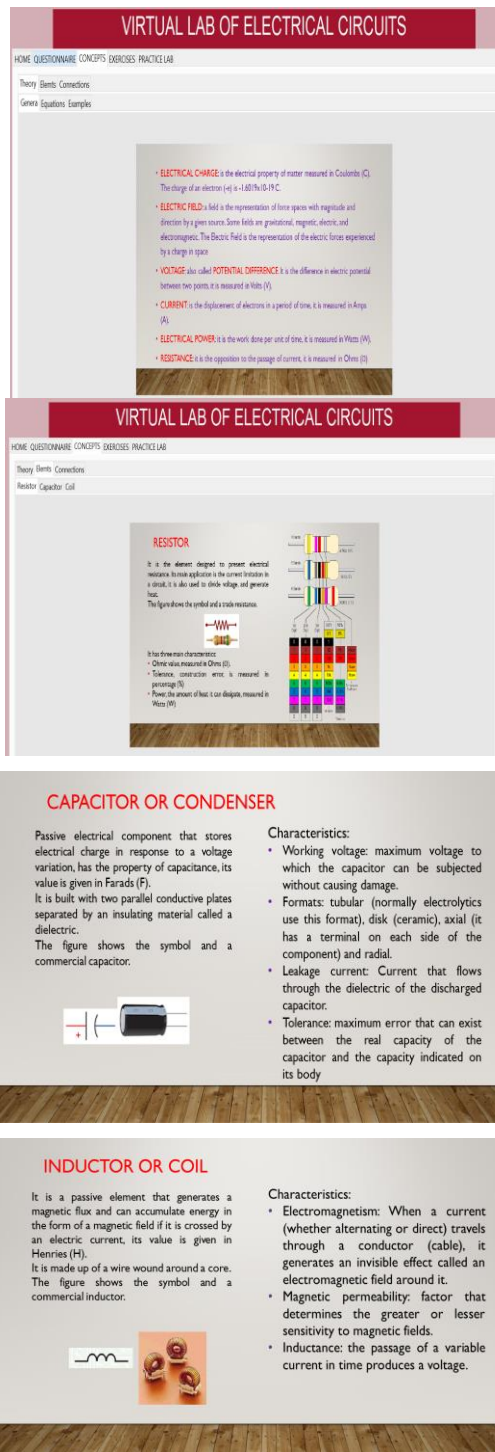 VIRTUAL LAB OF ELECTRICAL CIRCUITS
HOME QUESTIONNAIRE CONCEPTS EXERCISES PRACTICE LAB
Theory Elemts Connections
Genera Equations Examples
• ELECTRICAL CHARGE: is the electrical property of matter measured in Coulombs (C).
The charge of an electron (-e) is -1.6019x10-19 C.
• ELECTRIC FIELD: a field is the representation of force spaces with magnitude and
direction by a given source. Some fields are gravitational, magnetic, electric, and
electromagnetic. The Electric Field is the representation of the electric forces experienced
by a charge in space
• VOLTAGE: also called POTENTIAL DIFFERENCE. It is the difference in electric potential
between two points, it is measured in Volts (V).
• CURRENT: is the displacement of electrons in a period of time, it is measured in Amps
(A).
• ELECTRICAL POWER: it is the work done per unit of time, it is measured in Watts (W).
• RESISTANCE: it is the opposition to the passage of current, it is measured in Ohms (Ω)
VIRTUAL LAB OF ELECTRICAL CIRCUITS
HOME QUESTIONNAIRE CONCEPTS EXERCISES PRACTICE LAB
Theory Elemts Connections
Resistor Capacitor Coil
RESISTOR
It is the element designed to present electrical
resistance. Its main application is the current limitation in
a circuit, it is also used to divide voltage, and generate
heat.
The figure shows the symbol and a trade resistance.
It has three main characteristics:
• Ohmic value, measured in Ohms (Ω).
• Tolerance, construction error, is measured in
percentage (%)
• Power, the amount of heat it can dissipate, measured in
Watts (W)
CAPACITOR OR CONDENSER
Passive electrical component that stores
electrical charge in response to a voltage
variation, has the property of capacitance, its
value is given in Farads (F).
It is built with two parallel conductive plates
separated by an insulating material called a
dielectric.
The figure shows the symbol and a
commercial capacitor.
+
Characteristics:
• Working voltage: maximum voltage to
which the capacitor can be subjected
without causing damage.
• Formats: tubular (normally electrolytics
use this format), disk (ceramic), axial (it
has a terminal on each side of the
component) and radial.
• Leakage current: Current that flows
through the dielectric of the discharged
capacitor.
• Tolerance: maximum error that can exist
between the real capacity of the
capacitor and the capacity indicated on
its body
INDUCTOR OR COIL
It is a passive element that generates a
magnetic flux and can accumulate energy in
the form of a magnetic field if it is crossed by
an electric current, its value is given in
Henries (H).
It is made up of a wire wound around a core.
The figure shows the symbol and a
commercial inductor.
Characteristics:
• Electromagnetism: When a current
(whether alternating or direct) travels
through a conductor (cable), it
generates an invisible effect called an
electromagnetic field around it.
• Magnetic permeability: factor that
determines the greater or lesser
sensitivity to magnetic fields.
• Inductance: the passage of a variable
current in time produces a voltage.